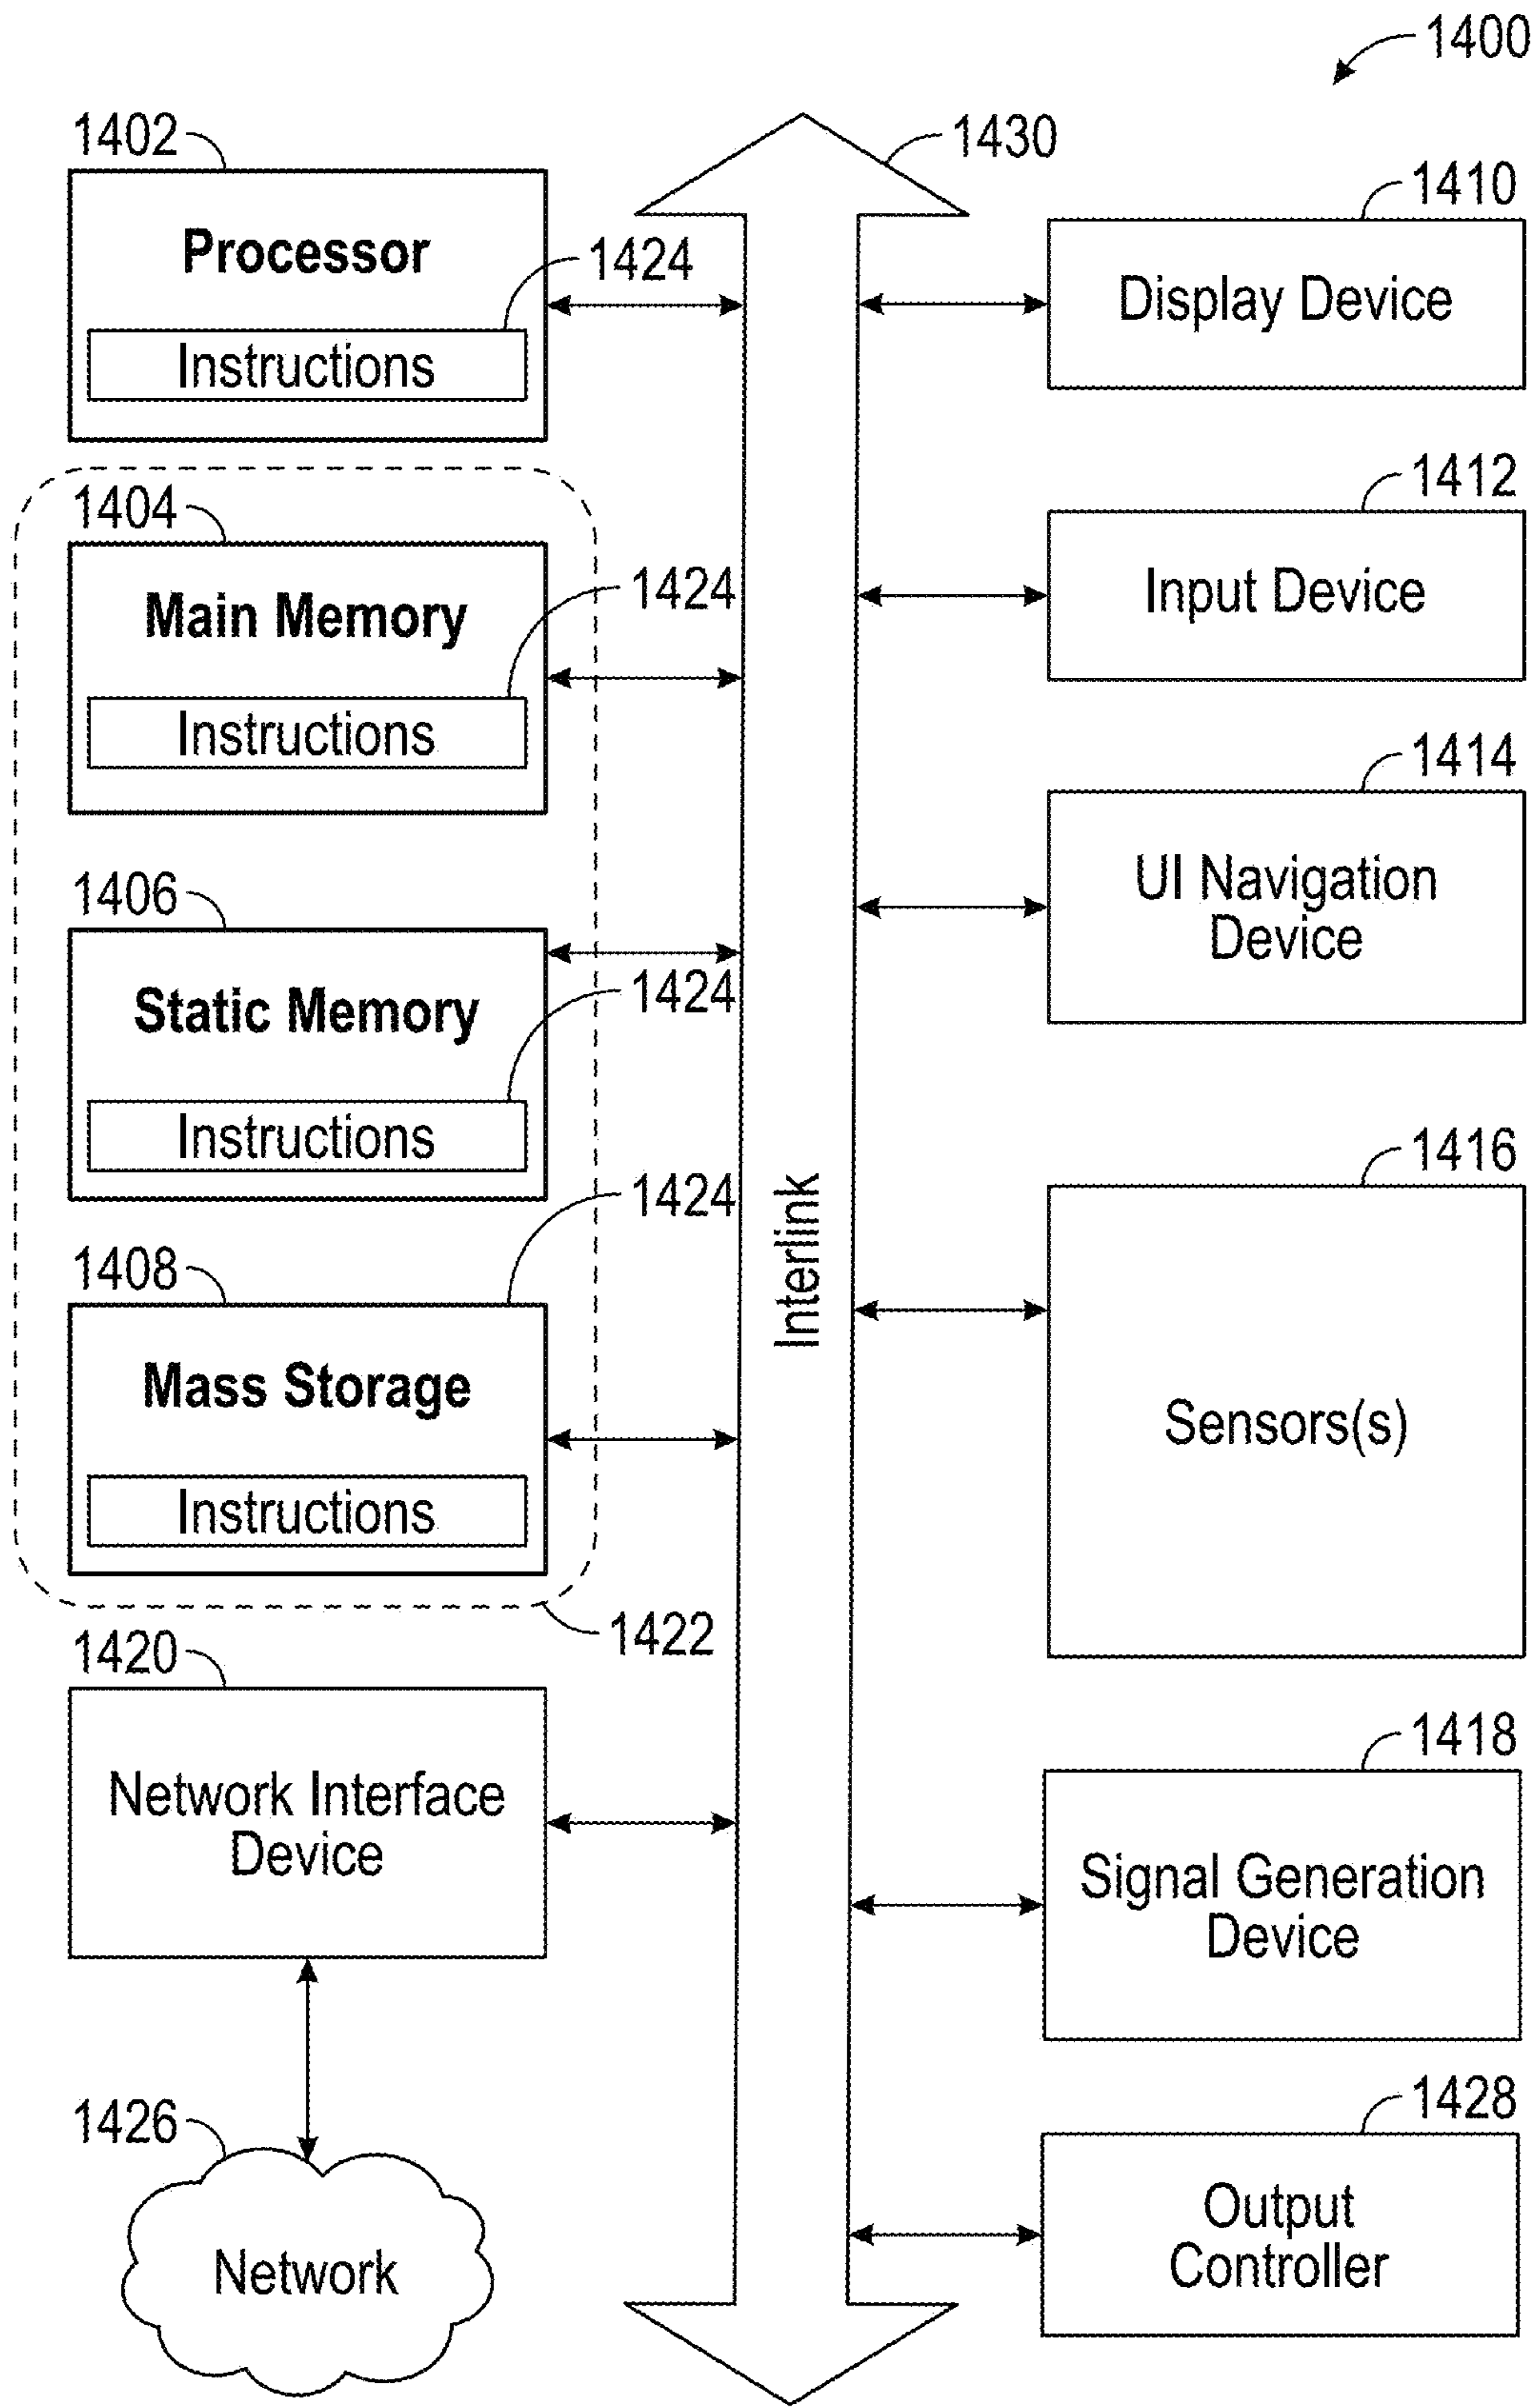 1400
1402
Processor
1424
Instructions
1404
Main Memory
1424
Instructions
1406
Static Memory
1424
Instructions
1424
1408
Mass Storage
Instructions
1422
1420
Network Interface
Device
1426
Network
1430
Interlink
1410
Display Device
1412
Input Device
1414
UI Navigation
Device
1416
Sensors(s)
1418
Signal Generation
Device
1428
Output
Controller